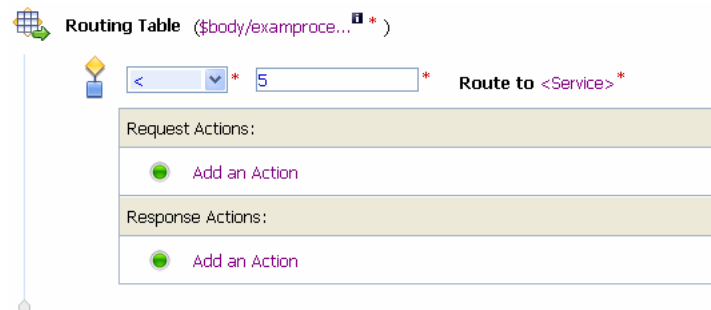 Routing Table ($body/examproce...i * )
< * 5 * Route to <Service>*
Request Actions:
Add an Action
Response Actions:
Add an Action